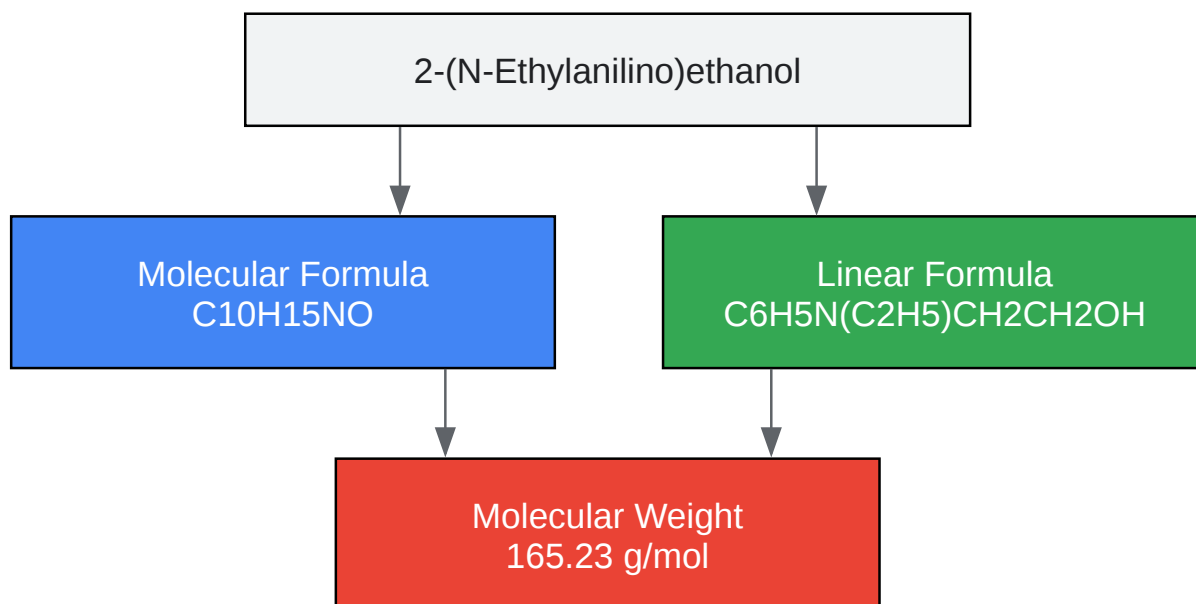 2-(N-Ethylanilino)ethanol
Molecular Formula
C10H15NO
Linear Formula
C6H5N(C2H5)CH2CH2OH
Molecular Weight
165.23 g/mol